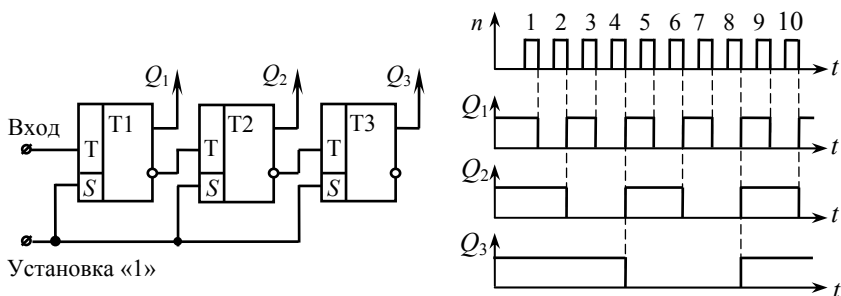 Q1 Q2 Q3
Вход
T T1 T T2 T T3
S S S
Установка «1»
n 1 2 3 4 5 6 7 8 9 10 t
Q1 t
Q2 t
Q3 t